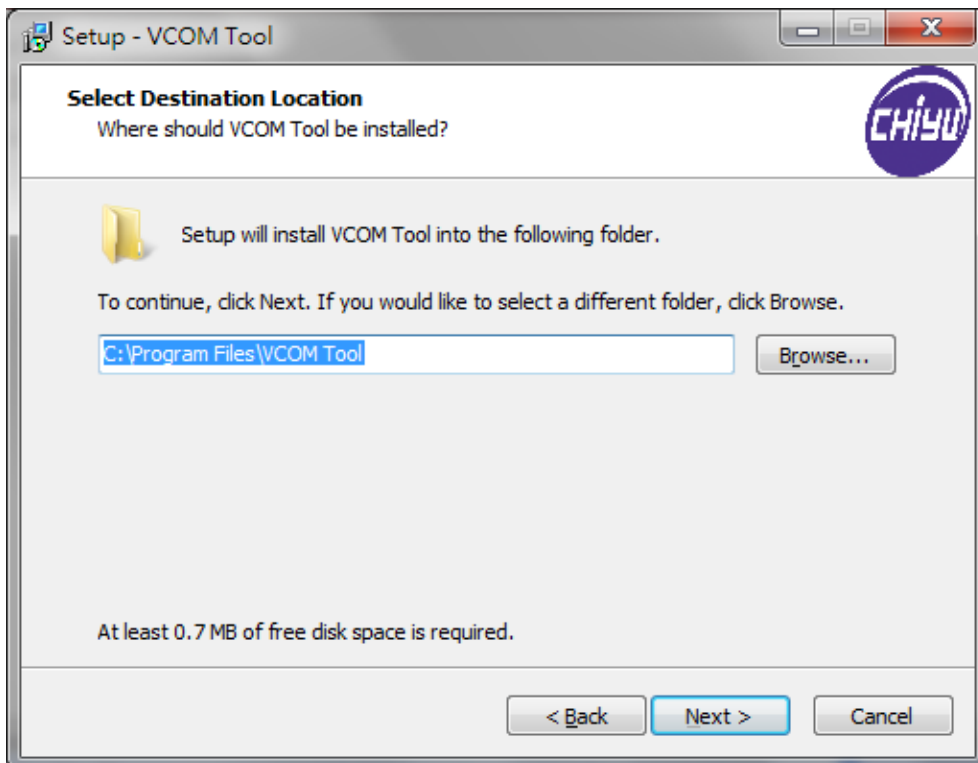 Setup - VCOM Tool
Select Destination Location
Where should VCOM Tool be installed?
CHiYU
Setup will install VCOM Tool into the following folder.
To continue, click Next. If you would like to select a different folder, click Browse.
C:\Program Files\VCOM Tool
Browse...
At least 0.7 MB of free disk space is required.
< Back
Next >
Cancel